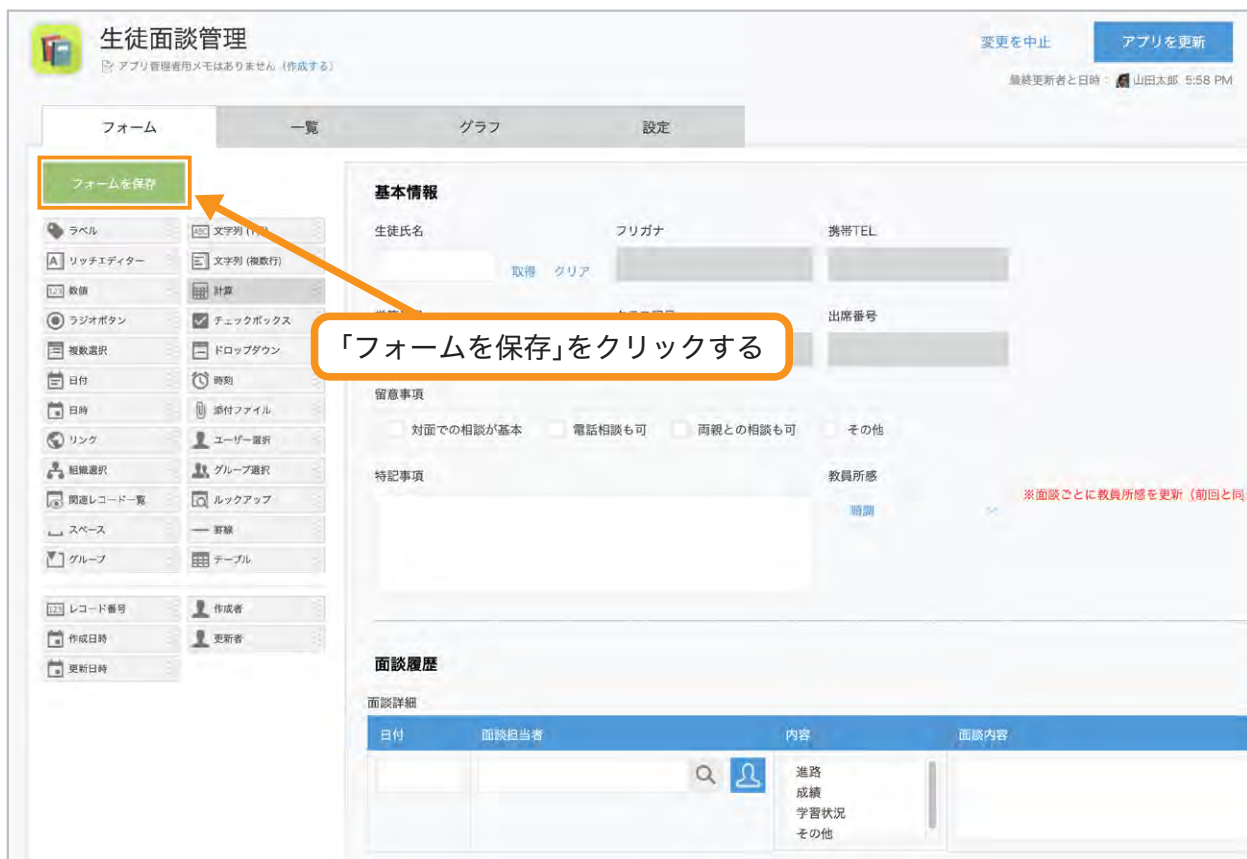 生徒面談管理
アプリ管理者用メモはありません (作成する)
変更を中止
アプリを更新
最終更新者と日時: 山田太郎 5:58 PM
フォーム 一覧 グラフ 設定
フォームを保存
ラベル
文字列
リッチエディター
文字列 (複数行)
数値
計算
ラジオボタン
チェックボックス
複数選択
ドロップダウン
日付
時刻
日時
添付ファイル
リンク
ユーザー選択
組織選択
グループ選択
関連レコード一覧
ルックアップ
スペース
罫線
グループ
テーブル
レコード番号
作成者
作成日時
更新者
更新日時
基本情報
生徒氏名 フリガナ 携帯TEL
取得 クリア
出席番号
「フォームを保存」をクリックする
留意事項
対面での相談が基本 電話相談も可 両親との相談も可 その他
特記事項
教員所感
順調
※面談ごとに教員所感を更新 (前回と同
面談履歴
面談詳細
日付 面談担当者 内容 面談内容
進路
成績
学習状況
その他